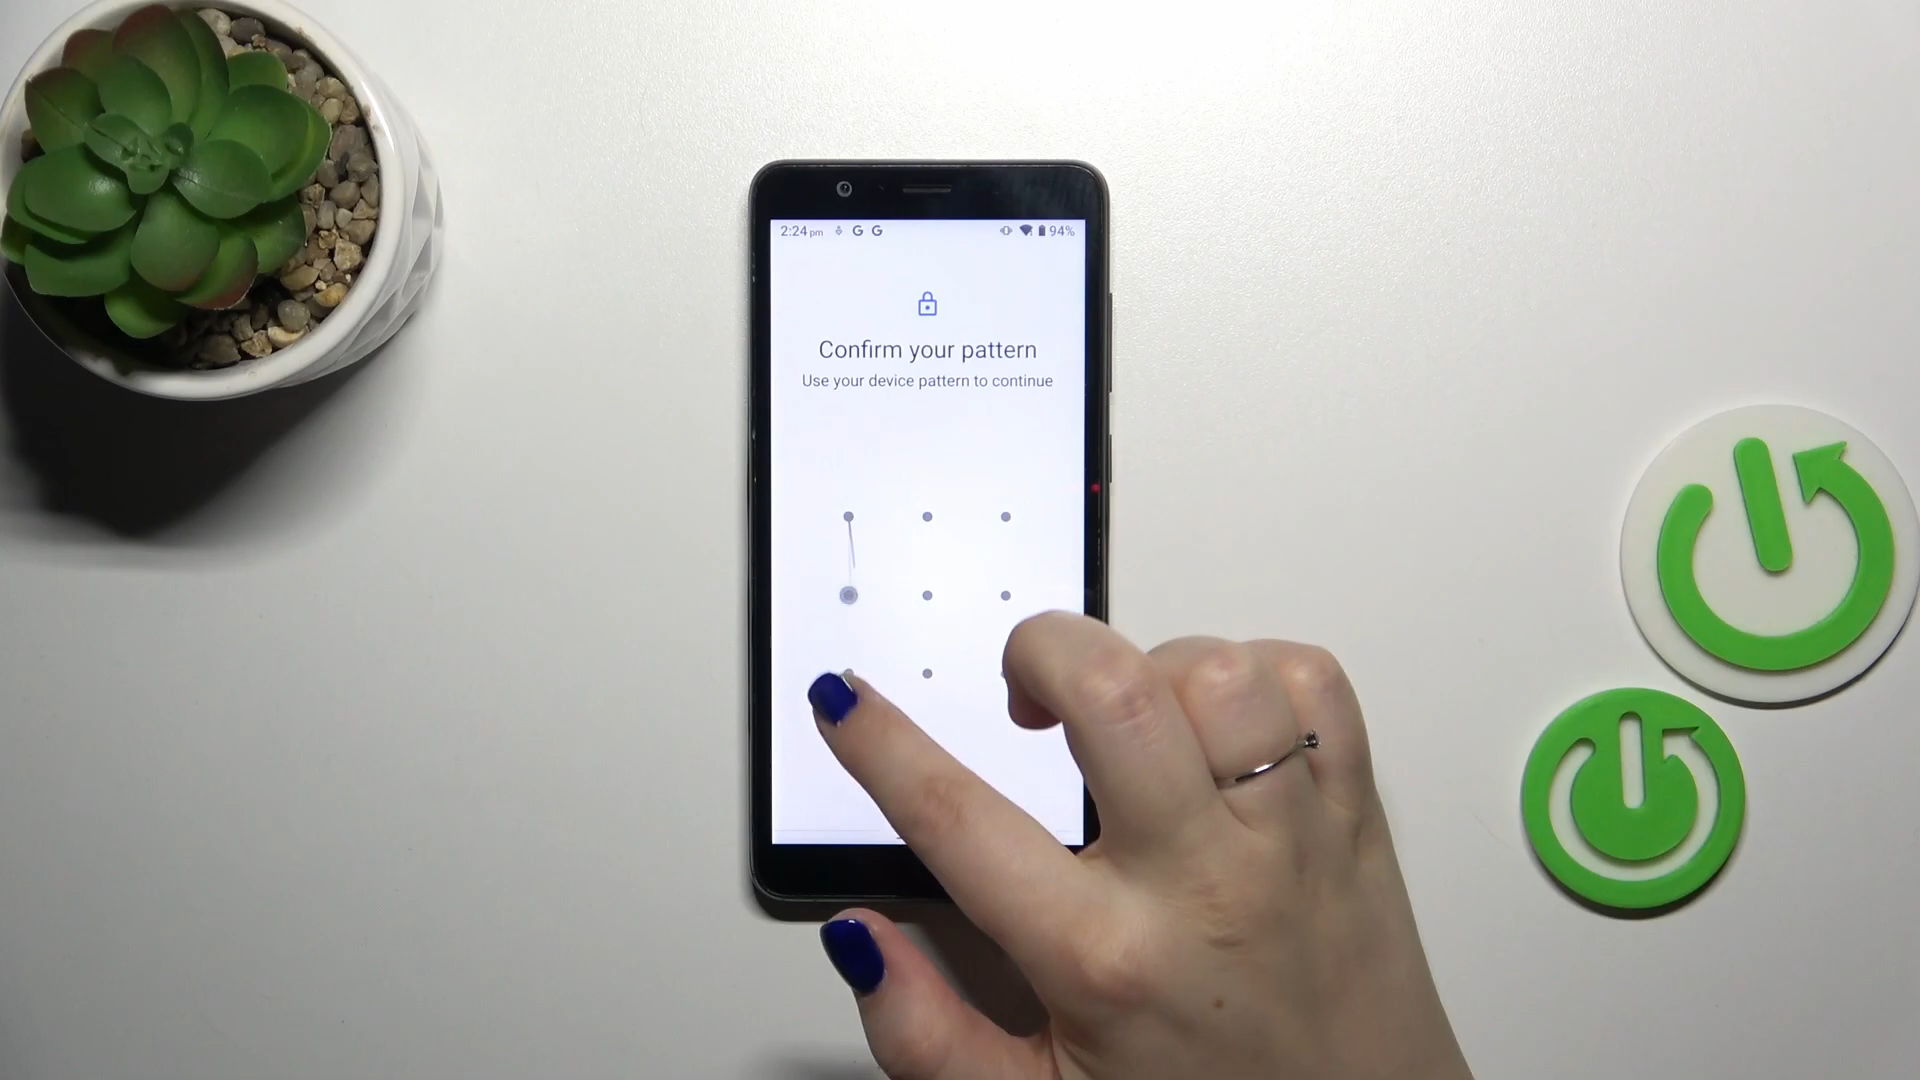 2:24 pm G G 94%
Confirm your pattern
Use your device pattern to continue